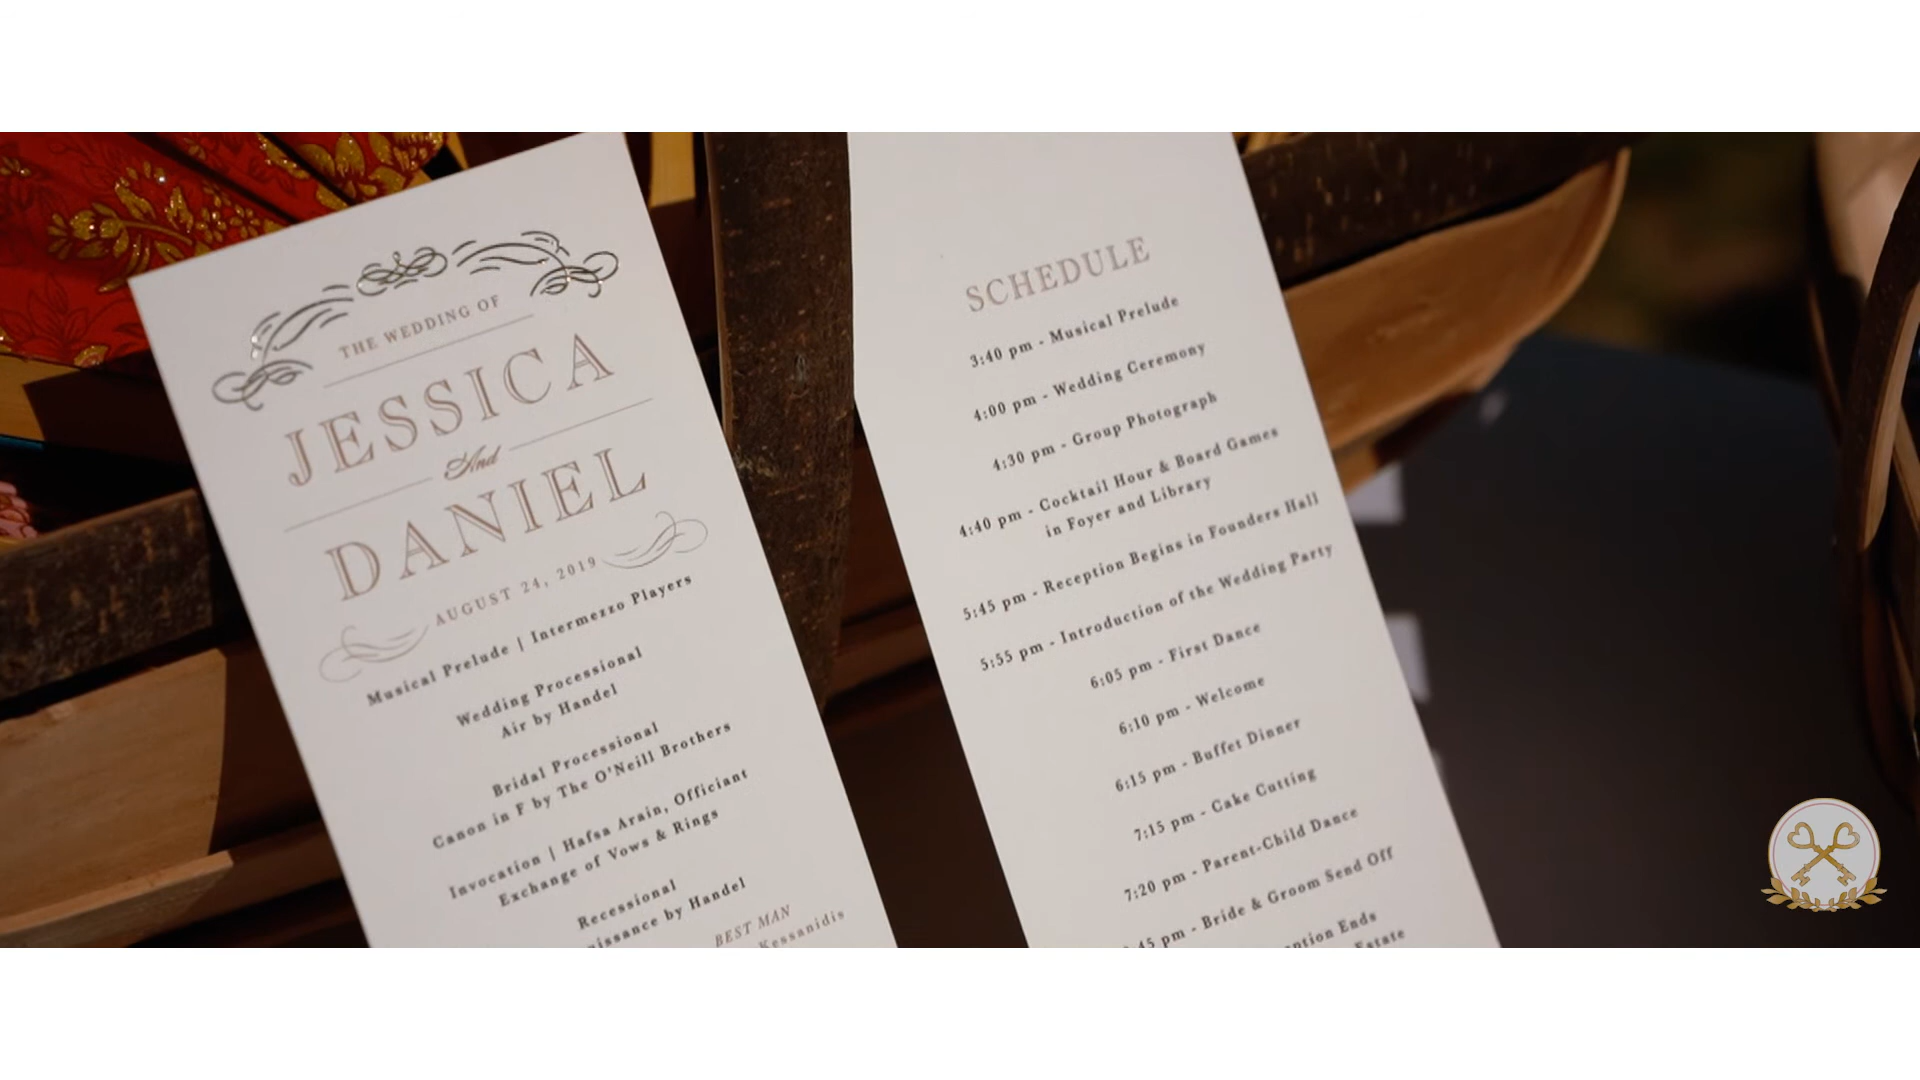 THE WEDDING OF
JESSICA
And
DANIEL
AUGUST 24, 2019
Musical Prelude | Intermezzo Players
Wedding Processional
Air by Handel
Bridal Processional
Canon in F by The O'Neill Brothers
Invocation | Hafsa Arain, Officiant
Exchange of Vows & Rings
Recessional
by Handel
BEST MAN
Kessanidis
SCHEDULE
3:40 pm - Musical Prelude
4:00 pm - Wedding Ceremony
4:30 pm - Group Photograph
4:40 pm - Cocktail Hour & Board Games
in Foyer and Library
5:45 pm - Reception Begins in Founders Hall
5:55 pm - Introduction of the Wedding Party
6:05 pm - First Dance
6:10 pm - Welcome
6:15 pm - Buffet Dinner
7:15 pm - Cake Cutting
7:20 pm - Parent-Child Dance
45 pm - Bride & Groom Send Off
Ends
Estate